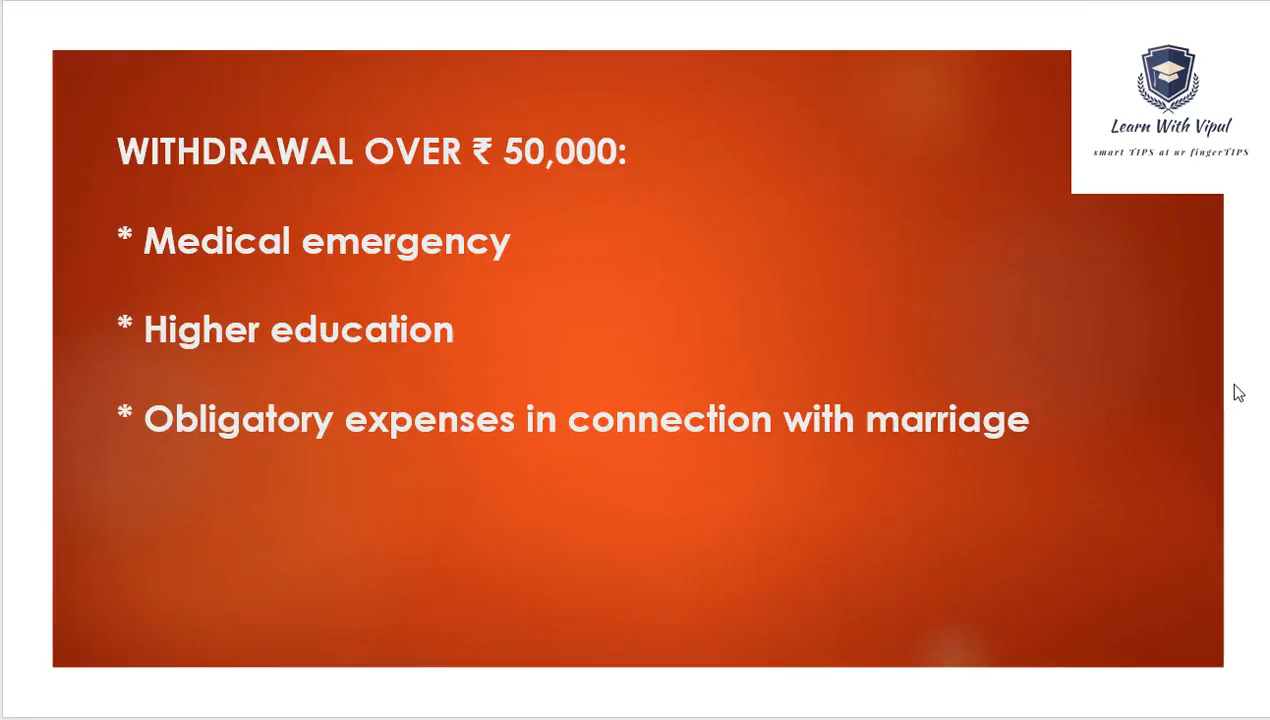 Learn With Vipul
smart TIPS at ur fingerTIPS
WITHDRAWAL OVER ₹ 50,000:
* Medical emergency
* Higher education
* Obligatory expenses in connection with marriage